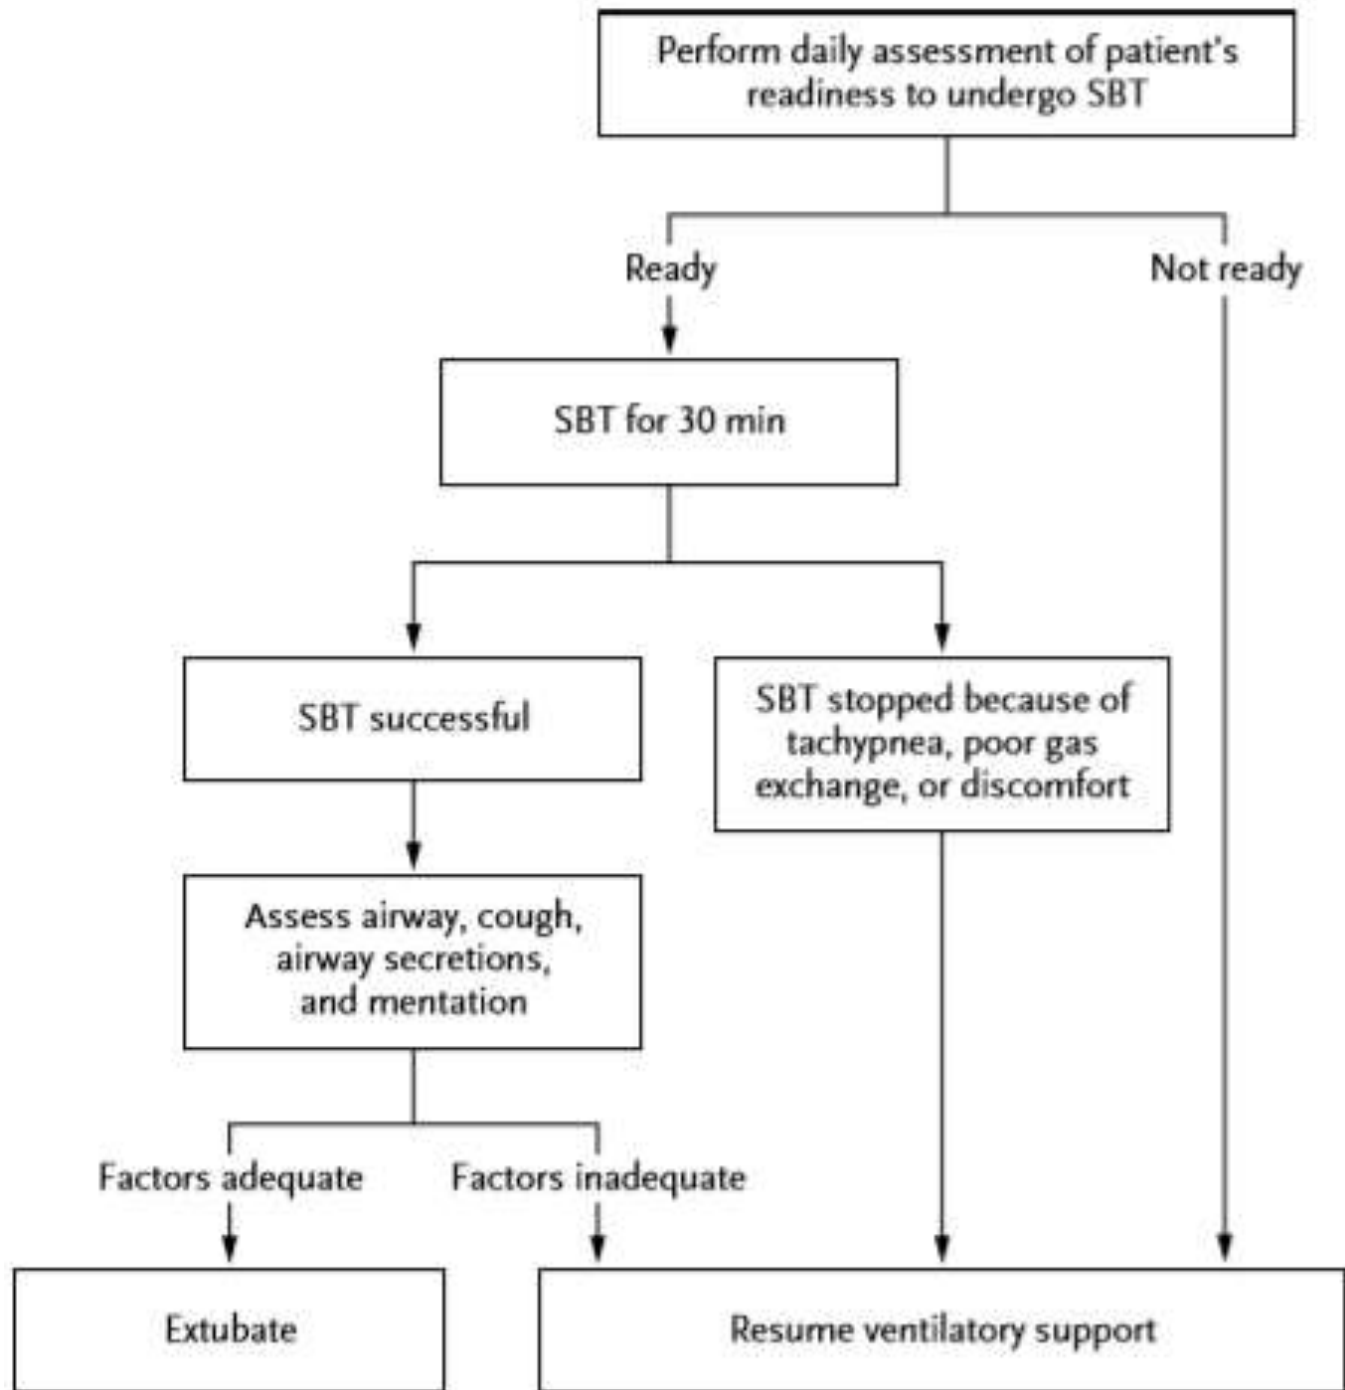 Perform daily assessment of patient's
readiness to undergo SBT
Ready
Not ready
SBT for 30 min
SBT successful
SBT stopped because of
tachypnea, poor gas
exchange, or discomfort
Assess airway, cough,
airway secretions,
and mentation
Factors adequate
Factors inadequate
Extubate
Resume ventilatory support